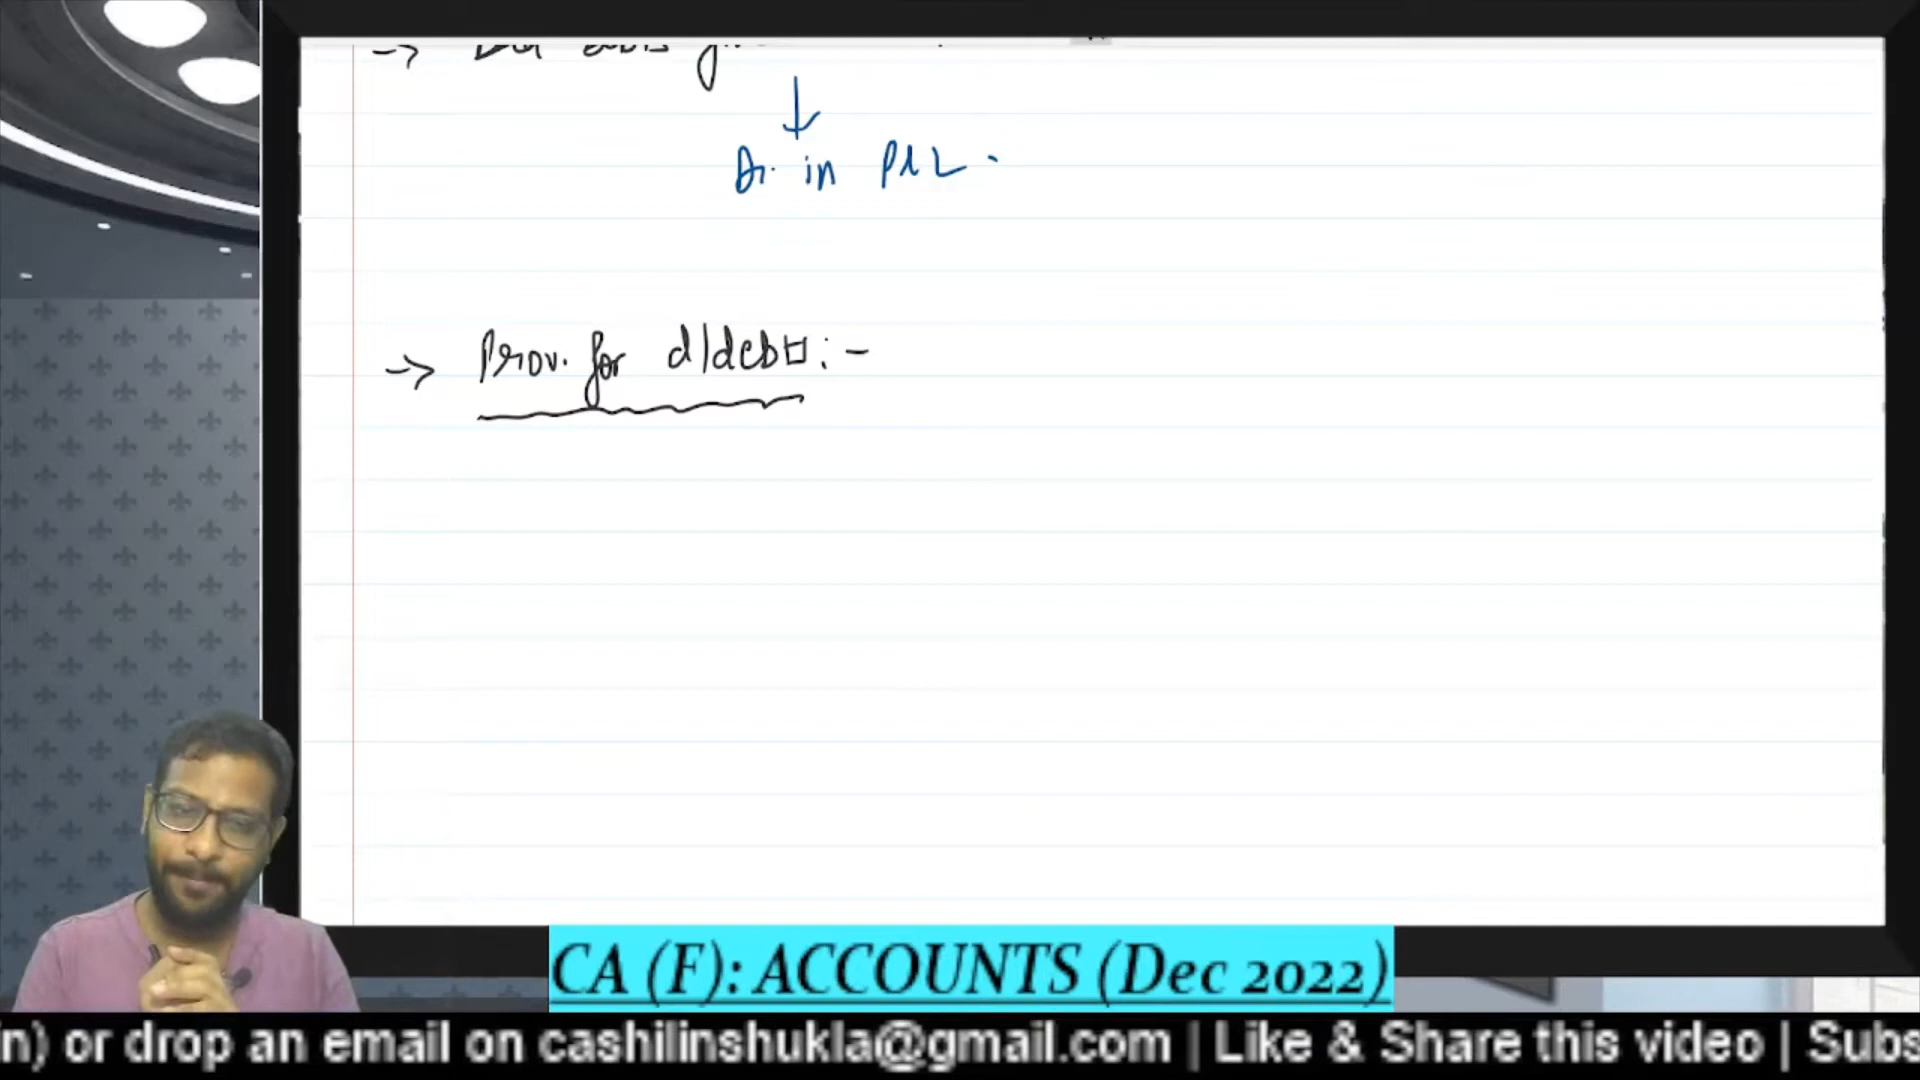 ->
↓
Dr. in P&L.
-> Prov. for d/debts :-
CA (F): ACCOUNTS (Dec 2022)
n) or drop an email on cashilinshukla@gmail.com | Like & Share this video | Subs